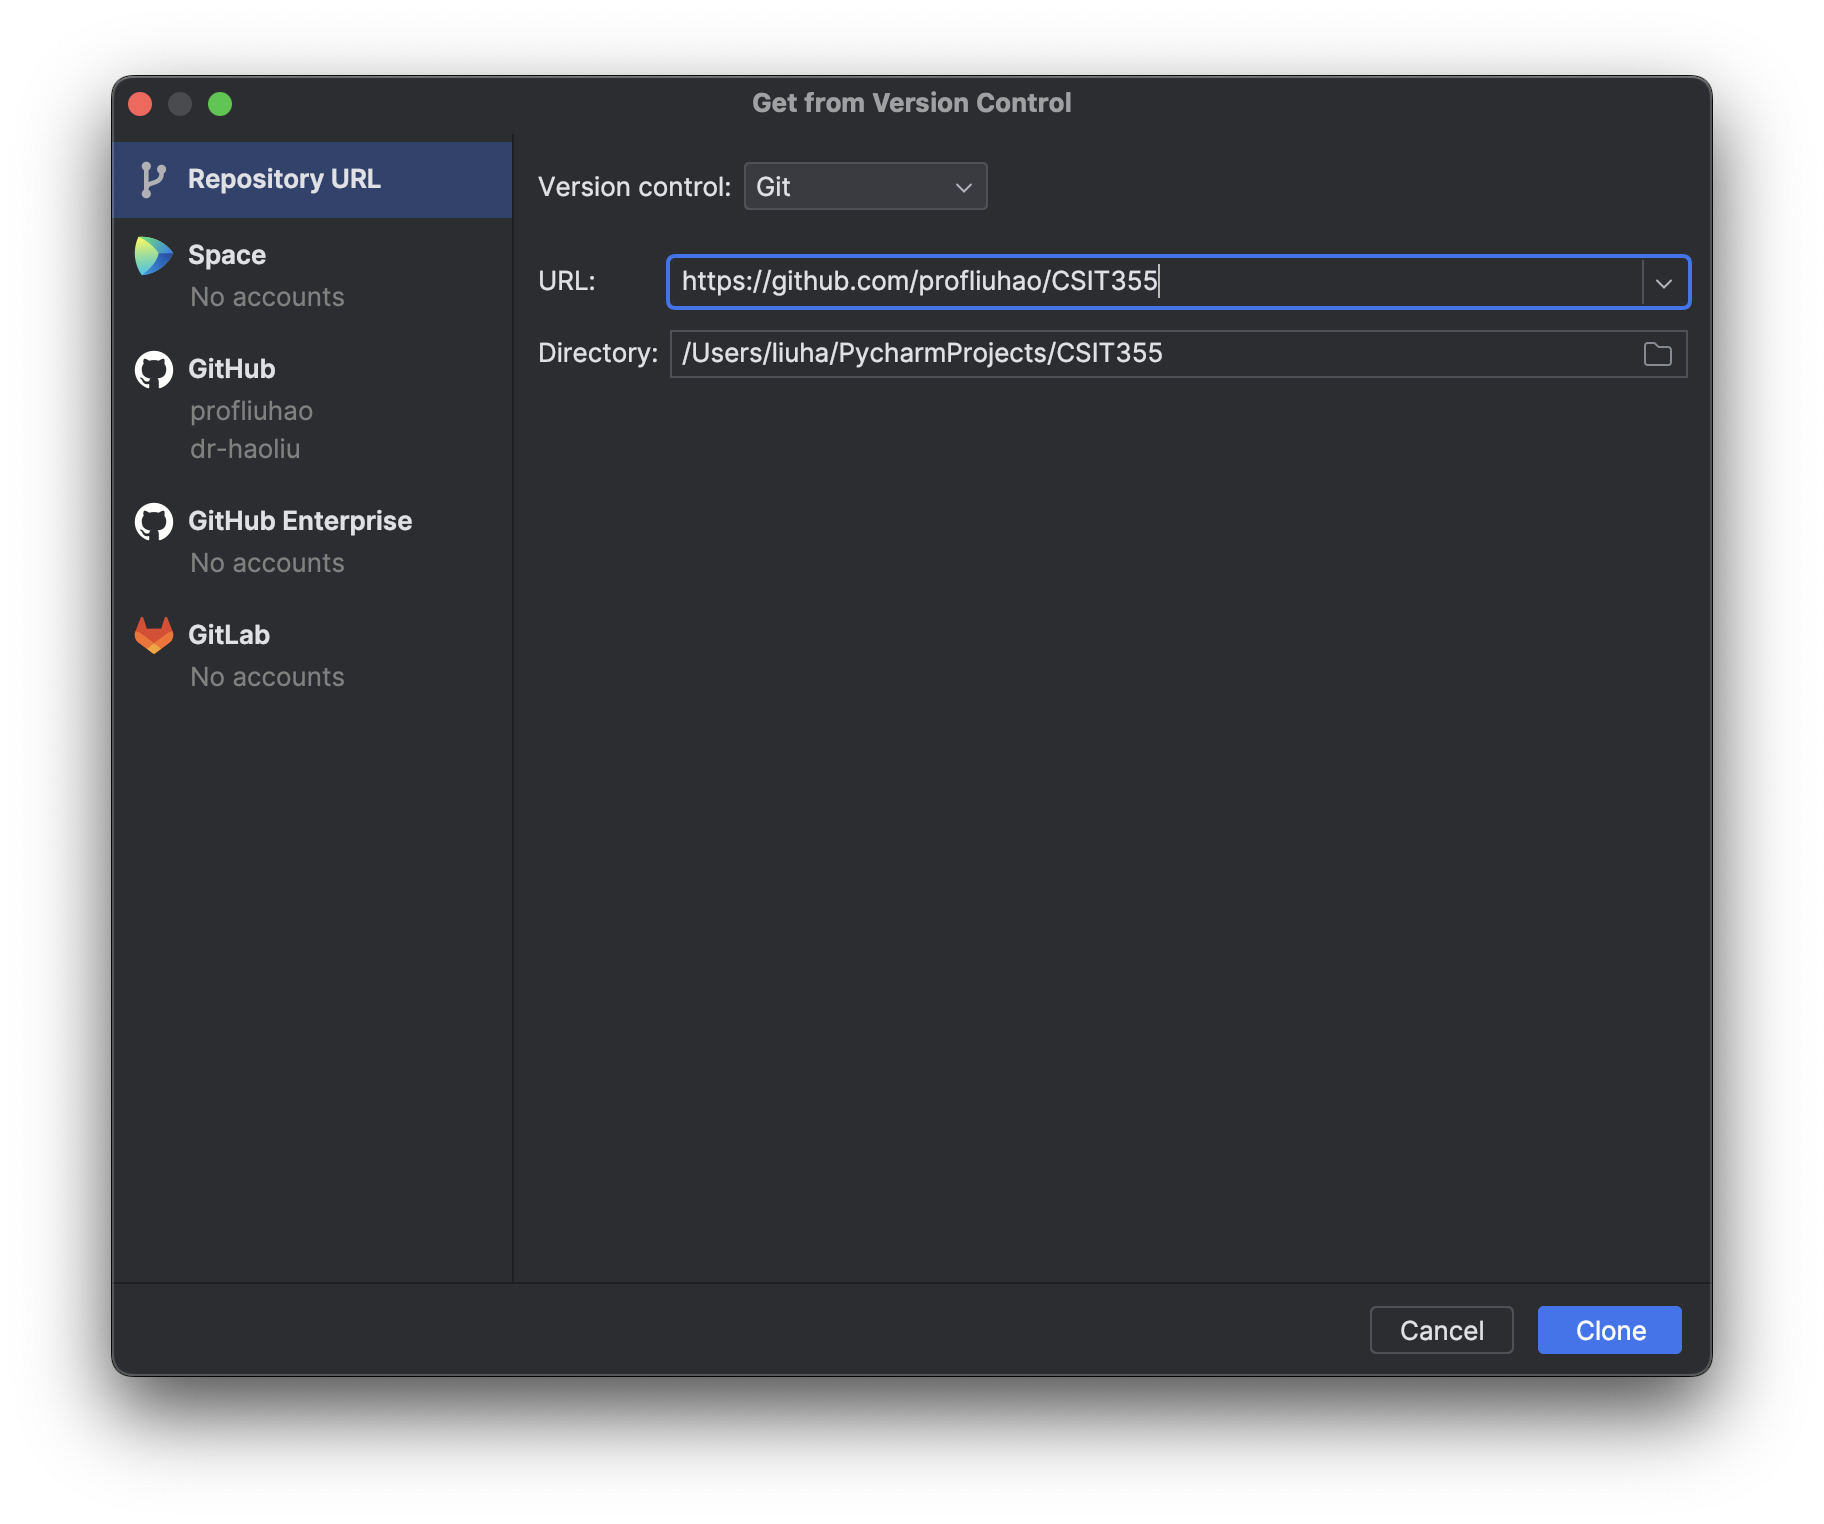 Get from Version Control
Repository URL
Space
No accounts
GitHub
profliuhao
dr-haoliu
GitHub Enterprise
No accounts
GitLab
No accounts
Version control: Git
URL: https://github.com/profliuhao/CSIT355
Directory: /Users/liuha/PycharmProjects/CSIT355
Cancel Clone